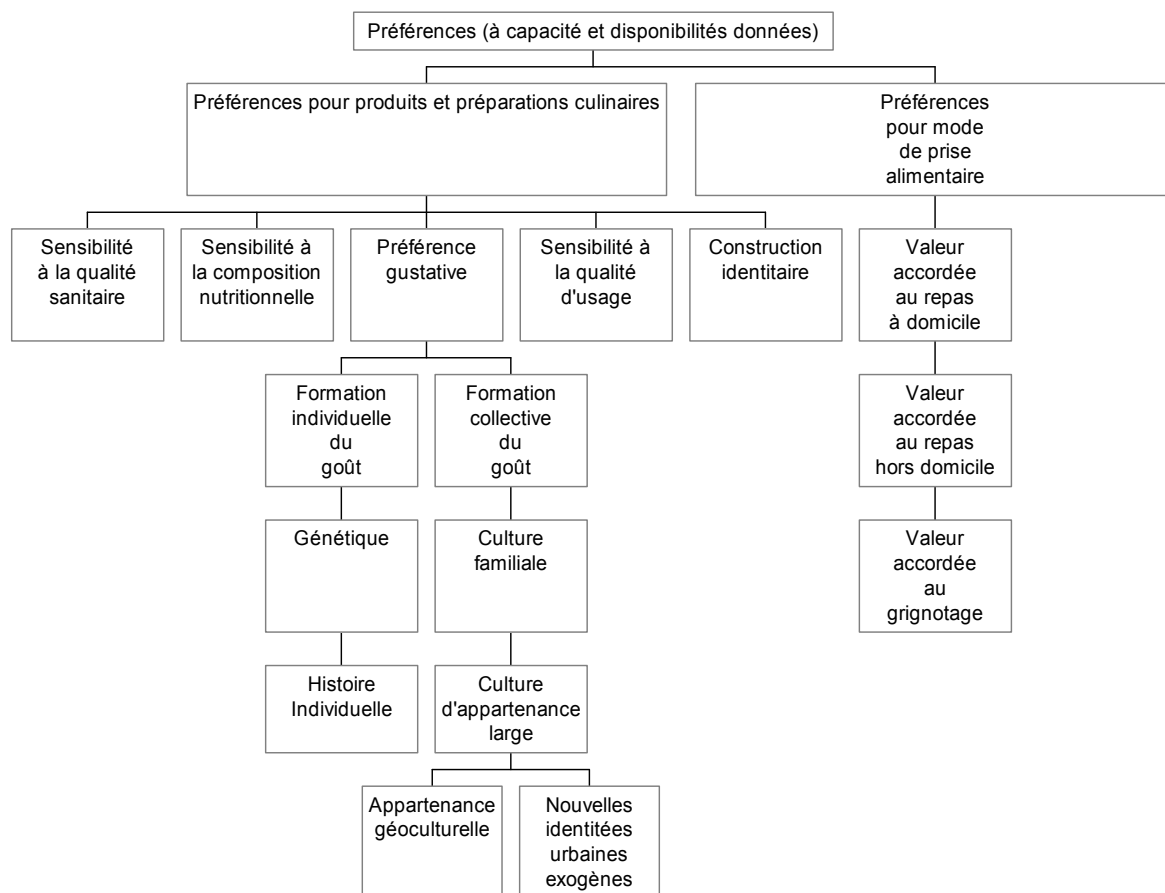 Préférences (à capacité et disponibilités données)
Préférences pour produits et préparations culinaires
Préférences
pour mode
de prise
alimentaire
Sensibilité
à la qualité
sanitaire
Sensibilité à
la composition
nutritionnelle
Préférence
gustative
Sensibilité à
la qualité
d'usage
Construction
identitaire
Valeur
accordée
au repas
à domicile
Formation
individuelle
du
goût
Formation
collective
du
goût
Valeur
accordée
au repas
hors domicile
Génétique
Culture
familiale
Valeur
accordée
au
grignotage
Histoire
Individuelle
Culture
d'appartenance
large
Appartenance
géoculturelle
Nouvelles
identitées
urbaines
exogènes